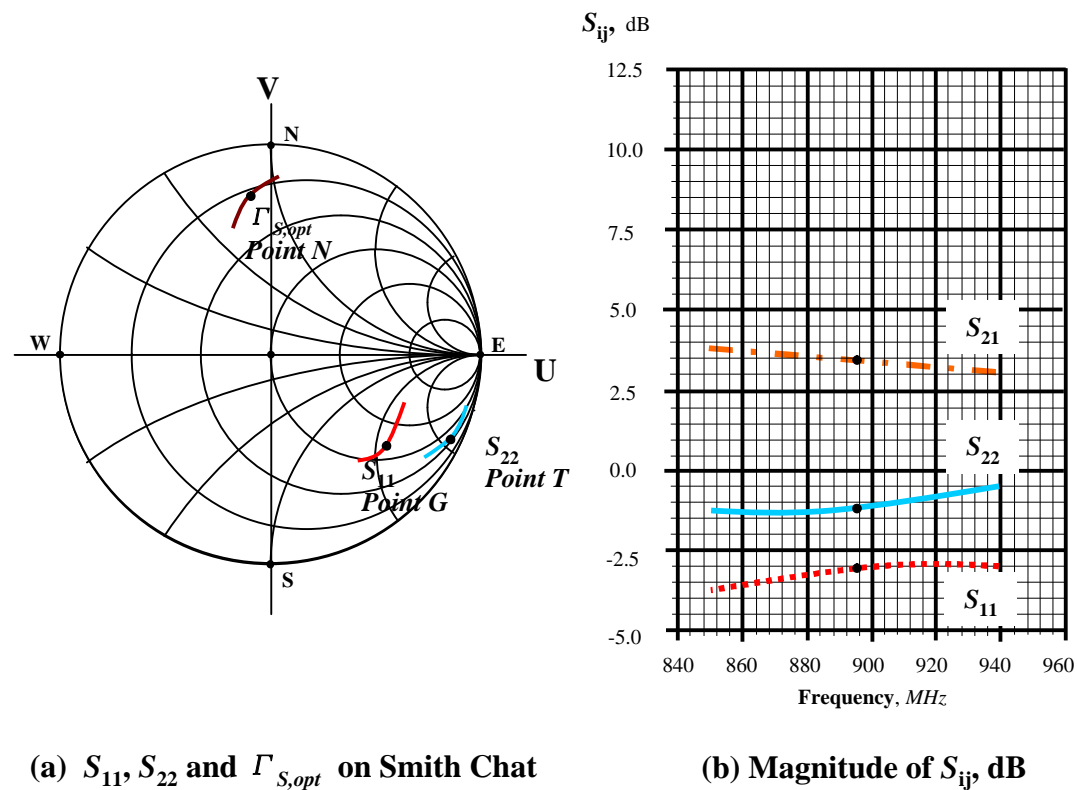 V
N
W
E
U
S
Γ S,opt
Point N
S11
Point G
S22
Point T
Sij, dB
12.5
10.0
7.5
5.0
2.5
0.0
-2.5
-5.0
S21
S22
S11
840 860 880 900 920 940 960
Frequency, MHz
(a) S11, S22 and Γ S,opt on Smith Chat
(b) Magnitude of Sij, dB